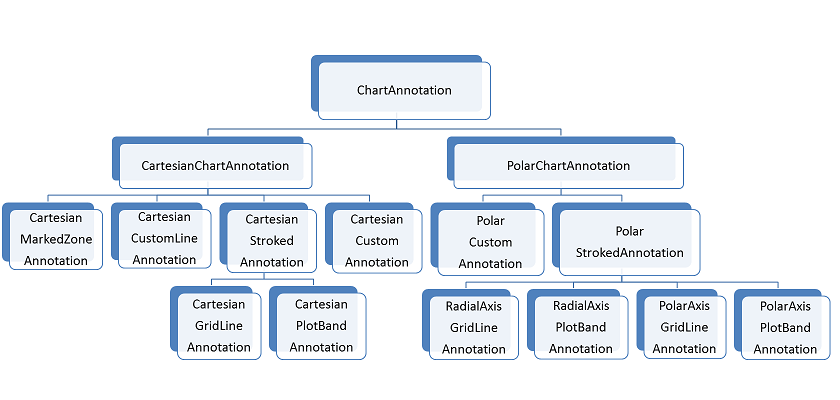 ChartAnnotation
CartesianChartAnnotation
PolarChartAnnotation
Cartesian
MarkedZone
Annotation
Cartesian
CustomLine
Annotation
Cartesian
Stroked
Annotation
Cartesian
Custom
Annotation
Polar
Custom
Annotation
Polar
StrokedAnnotation
Cartesian
GridLine
Annotation
Cartesian
PlotBand
Annotation
RadialAxis
GridLine
Annotation
RadialAxis
PlotBand
Annotation
PolarAxis
GridLine
Annotation
PolarAxis
PlotBand
Annotation